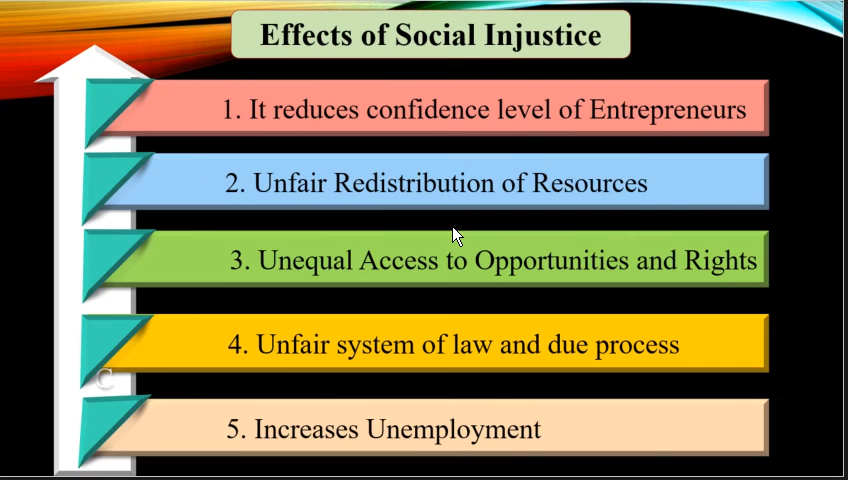 Effects of Social Injustice
1. It reduces confidence level of Entrepreneurs
2. Unfair Redistribution of Resources
3. Unequal Access to Opportunities and Rights
4. Unfair system of law and due process
C
5. Increases Unemployment